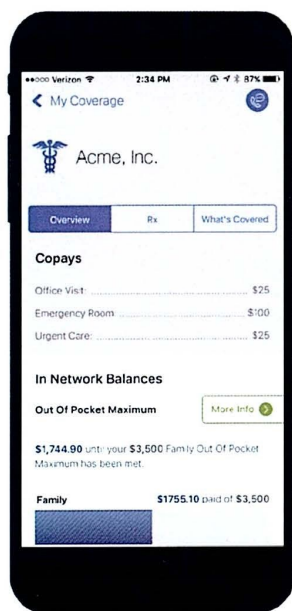 Verizon 2:34 PM 87%
My Coverage
Acme, Inc.
Overview Rx What's Covered
Copays
Office Visit: $25
Emergency Room $100
Urgent Care: $25
In Network Balances
Out Of Pocket Maximum More Info
$1,744.90 until your $3,500 Family Out Of Pocket
Maximum has been met.
Family $1755.10 paid of $3,500